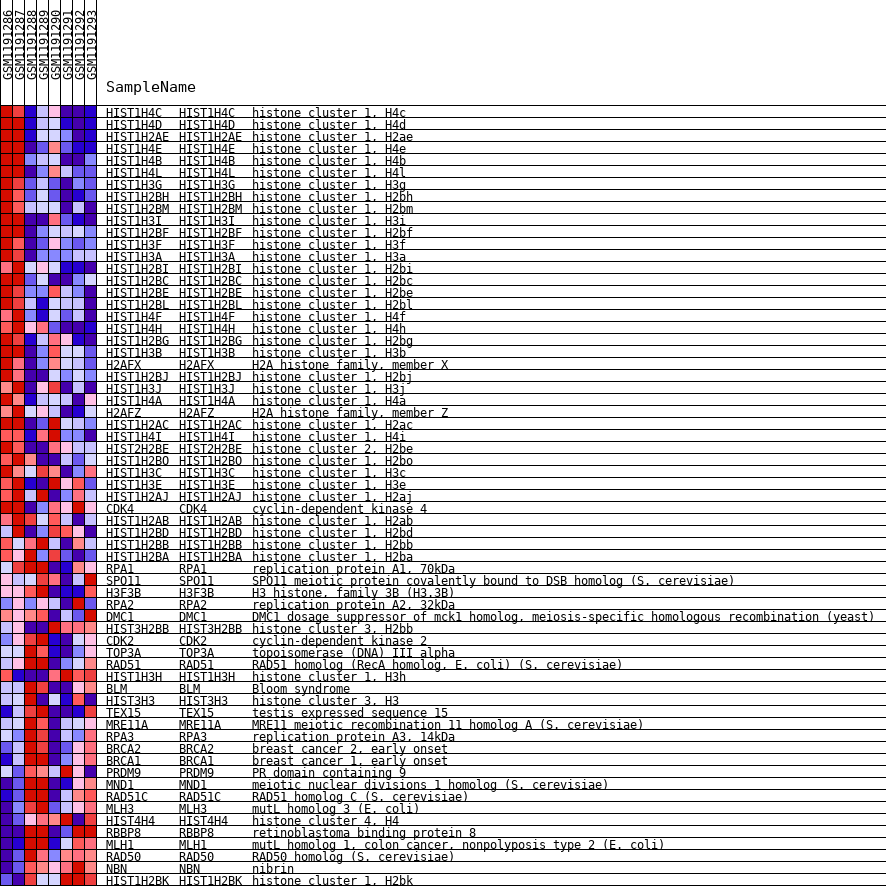 GSM1191286
GSM1191287
GSM1191288
GSM1191289
GSM1191290
GSM1191291
GSM1191292
GSM1191293
SampleName
HIST1H4C HIST1H4C histone cluster 1, H4c
HIST1H4D HIST1H4D histone cluster 1, H4d
HIST1H2AE HIST1H2AE histone cluster 1, H2ae
HIST1H4E HIST1H4E histone cluster 1, H4e
HIST1H4B HIST1H4B histone cluster 1, H4b
HIST1H4L HIST1H4L histone cluster 1, H4l
HIST1H3G HIST1H3G histone cluster 1, H3g
HIST1H2BH HIST1H2BH histone cluster 1, H2bh
HIST1H2BM HIST1H2BM histone cluster 1, H2bm
HIST1H3I HIST1H3I histone cluster 1, H3i
HIST1H2BF HIST1H2BF histone cluster 1, H2bf
HIST1H3F HIST1H3F histone cluster 1, H3f
HIST1H3A HIST1H3A histone cluster 1, H3a
HIST1H2BI HIST1H2BI histone cluster 1, H2bi
HIST1H2BC HIST1H2BC histone cluster 1, H2bc
HIST1H2BE HIST1H2BE histone cluster 1, H2be
HIST1H2BL HIST1H2BL histone cluster 1, H2bl
HIST1H4F HIST1H4F histone cluster 1, H4f
HIST1H4H HIST1H4H histone cluster 1, H4h
HIST1H2BG HIST1H2BG histone cluster 1, H2bg
HIST1H3B HIST1H3B histone cluster 1, H3b
H2AFX H2AFX H2A histone family, member X
HIST1H2BJ HIST1H2BJ histone cluster 1, H2bj
HIST1H3J HIST1H3J histone cluster 1, H3j
HIST1H4A HIST1H4A histone cluster 1, H4a
H2AFZ H2AFZ H2A histone family, member Z
HIST1H2AC HIST1H2AC histone cluster 1, H2ac
HIST1H4I HIST1H4I histone cluster 1, H4i
HIST2H2BE HIST2H2BE histone cluster 2, H2be
HIST1H2BO HIST1H2BO histone cluster 1, H2bo
HIST1H3C HIST1H3C histone cluster 1, H3c
HIST1H3E HIST1H3E histone cluster 1, H3e
HIST1H2AJ HIST1H2AJ histone cluster 1, H2aj
CDK4 CDK4 cyclin-dependent kinase 4
HIST1H2AB HIST1H2AB histone cluster 1, H2ab
HIST1H2BD HIST1H2BD histone cluster 1, H2bd
HIST1H2BB HIST1H2BB histone cluster 1, H2bb
HIST1H2BA HIST1H2BA histone cluster 1, H2ba
RPA1 RPA1 replication protein A1, 70kDa
SPO11 SPO11 SPO11 meiotic protein covalently bound to DSB homolog (S. cerevisiae)
H3F3B H3F3B H3 histone, family 3B (H3.3B)
RPA2 RPA2 replication protein A2, 32kDa
DMC1 DMC1 DMC1 dosage suppressor of mck1 homolog, meiosis-specific homologous recombination (yeast)
HIST3H2BB HIST3H2BB histone cluster 3, H2bb
CDK2 CDK2 cyclin-dependent kinase 2
TOP3A TOP3A topoisomerase (DNA) III alpha
RAD51 RAD51 RAD51 homolog (RecA homolog, E. coli) (S. cerevisiae)
HIST1H3H HIST1H3H histone cluster 1, H3h
BLM BLM Bloom syndrome
HIST3H3 HIST3H3 histone cluster 3, H3
TEX15 TEX15 testis expressed sequence 15
MRE11A MRE11A MRE11 meiotic recombination 11 homolog A (S. cerevisiae)
RPA3 RPA3 replication protein A3, 14kDa
BRCA2 BRCA2 breast cancer 2, early onset
BRCA1 BRCA1 breast cancer 1, early onset
PRDM9 PRDM9 PR domain containing 9
MND1 MND1 meiotic nuclear divisions 1 homolog (S. cerevisiae)
RAD51C RAD51C RAD51 homolog C (S. cerevisiae)
MLH3 MLH3 mutL homolog 3 (E. coli)
HIST4H4 HIST4H4 histone cluster 4, H4
RBBP8 RBBP8 retinoblastoma binding protein 8
MLH1 MLH1 mutL homolog 1, colon cancer, nonpolyposis type 2 (E. coli)
RAD50 RAD50 RAD50 homolog (S. cerevisiae)
NBN NBN nibrin
HIST1H2BK HIST1H2BK histone cluster 1, H2bk